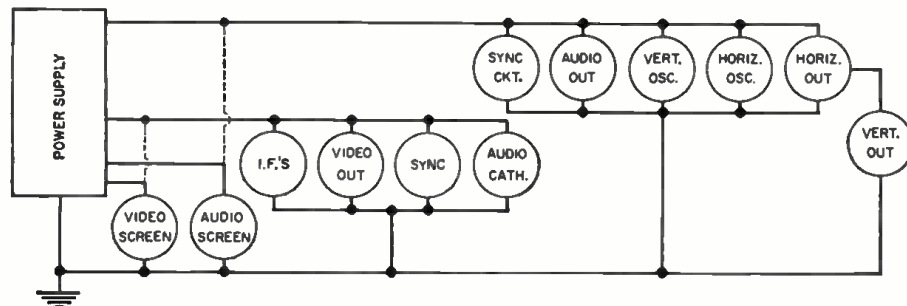 POWER SUPPLY
SYNC
CKT.
AUDIO
OUT
VERT.
OSC.
HORIZ.
OSC.
HORIZ.
OUT
VERT.
OUT
I.F.'S
VIDEO
OUT
SYNC
AUDIO
CATH.
VIDEO
SCREEN
AUDIO
SCREEN